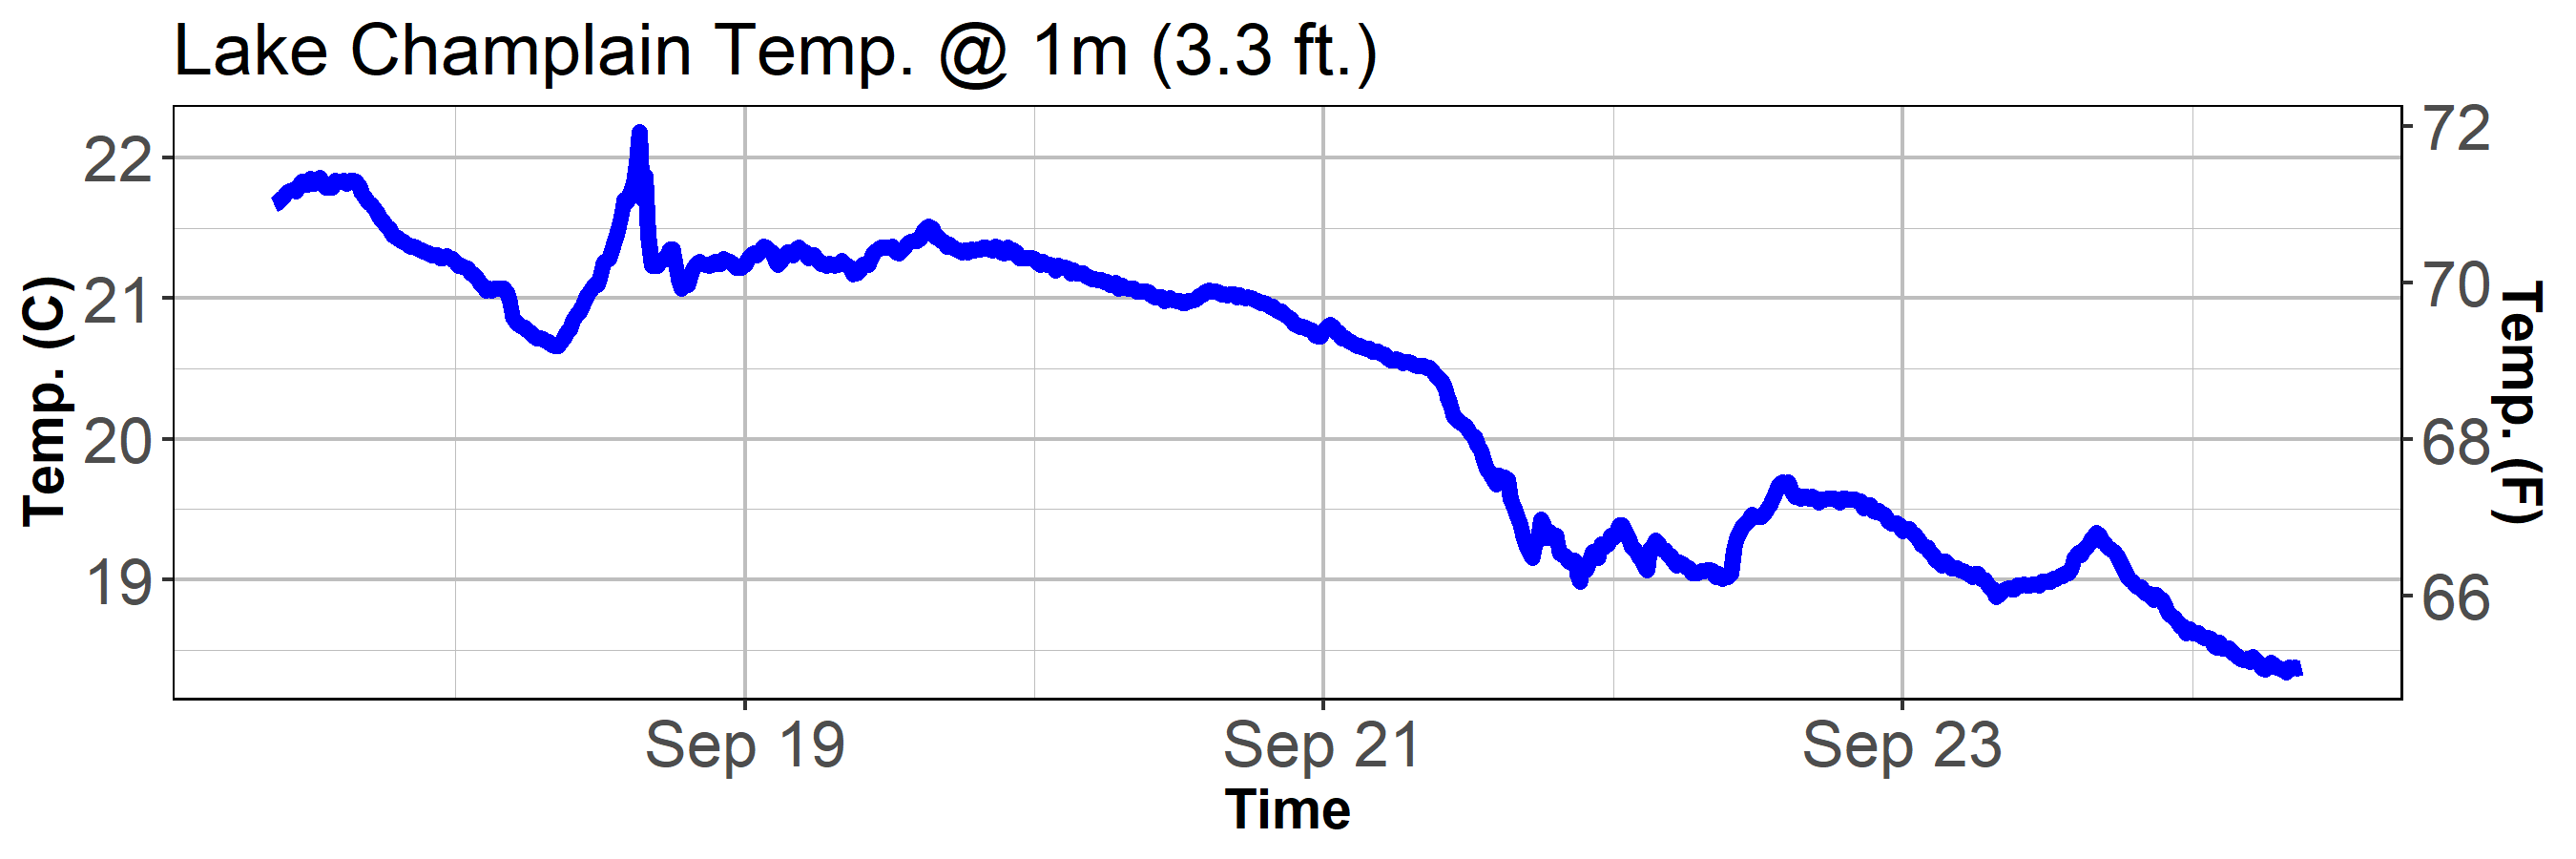 Lake Champlain Temp. @ 1m (3.3 ft.)
Temp. (C)
22
21
20
19
72
70
68
66
Temp. (F)
Sep 19
Sep 21
Sep 23
Time